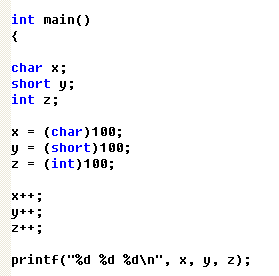 int main()
{
char x;
short y;
int z;
x = (char)100;
y = (short)100;
z = (int)100;
x++;
y++;
z++;
printf("%d %d %d\n", x, y, z);